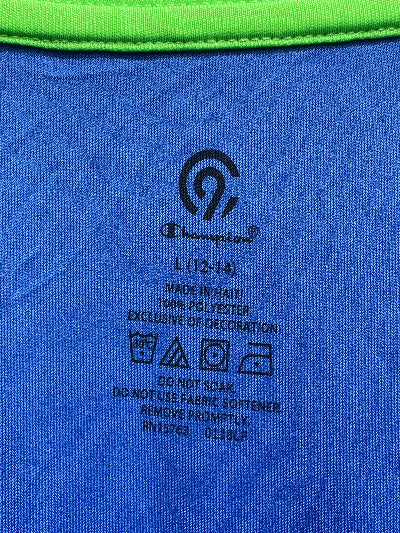 Champion
L (12-14)
MADE IN HAITI
100% POLYESTER
EXCLUSIVE OF DECORATION
DO NOT SOAK.
DO NOT USE FABRIC SOFTENER.
REMOVE PROMPTLY.
RN15763 0118LP